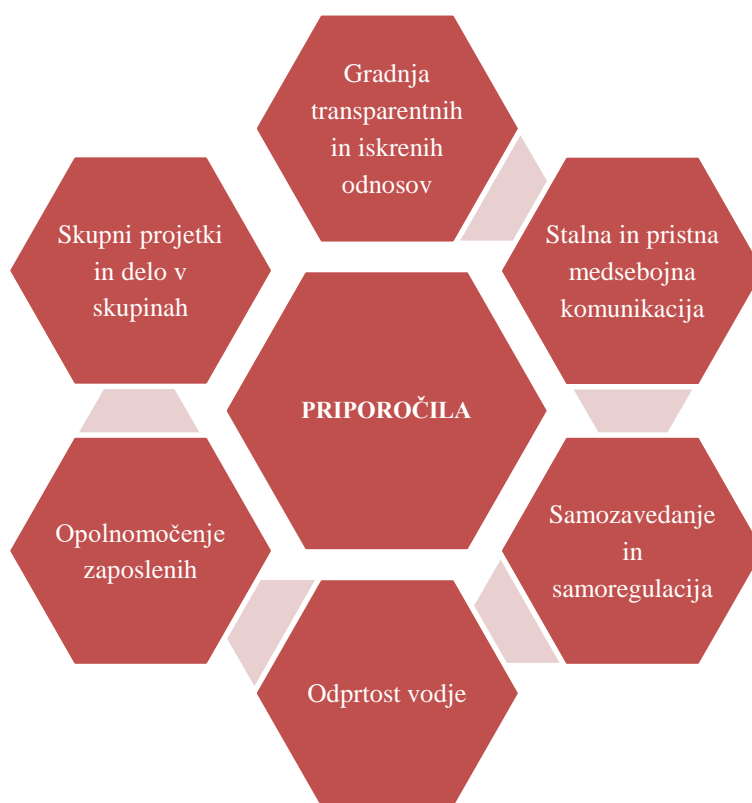 Gradnja
transparentnih
in iskrenih
odnosov
Stalna in pristna
medsebojna
komunikacija
Samozavedanje
in
samoregulacija
Odprtost vodje
Opolnomočenje
zaposlenih
Skupni projetki
in delo v
skupinah
PRIPOROČILA